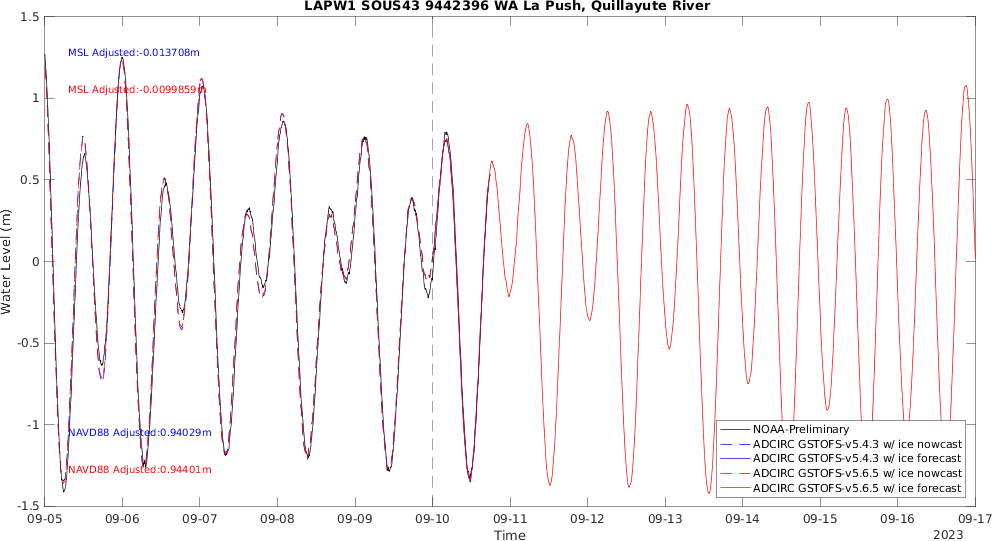 LAPW1 SOUS43 9442396 WA La Push, Quillayute River
1.5
1
0.5
0
-0.5
-1
-1.5
Water Level (m)
MSL Adjusted:-0.013708m
MSL Adjusted:-0.0099859m
NAVD88 Adjusted:0.94029m
NAVD88 Adjusted:0.94401m
NOAA-Preliminary
ADCIRC GSTOFS-v5.4.3 w/ ice nowcast
ADCIRC GSTOFS-v5.4.3 w/ ice forecast
ADCIRC GSTOFS-v5.6.5 w/ ice nowcast
ADCIRC GSTOFS-v5.6.5 w/ ice forecast
09-05 09-06 09-07 09-08 09-09 09-10 09-11 09-12 09-13 09-14 09-15 09-16 09-17
Time
2023